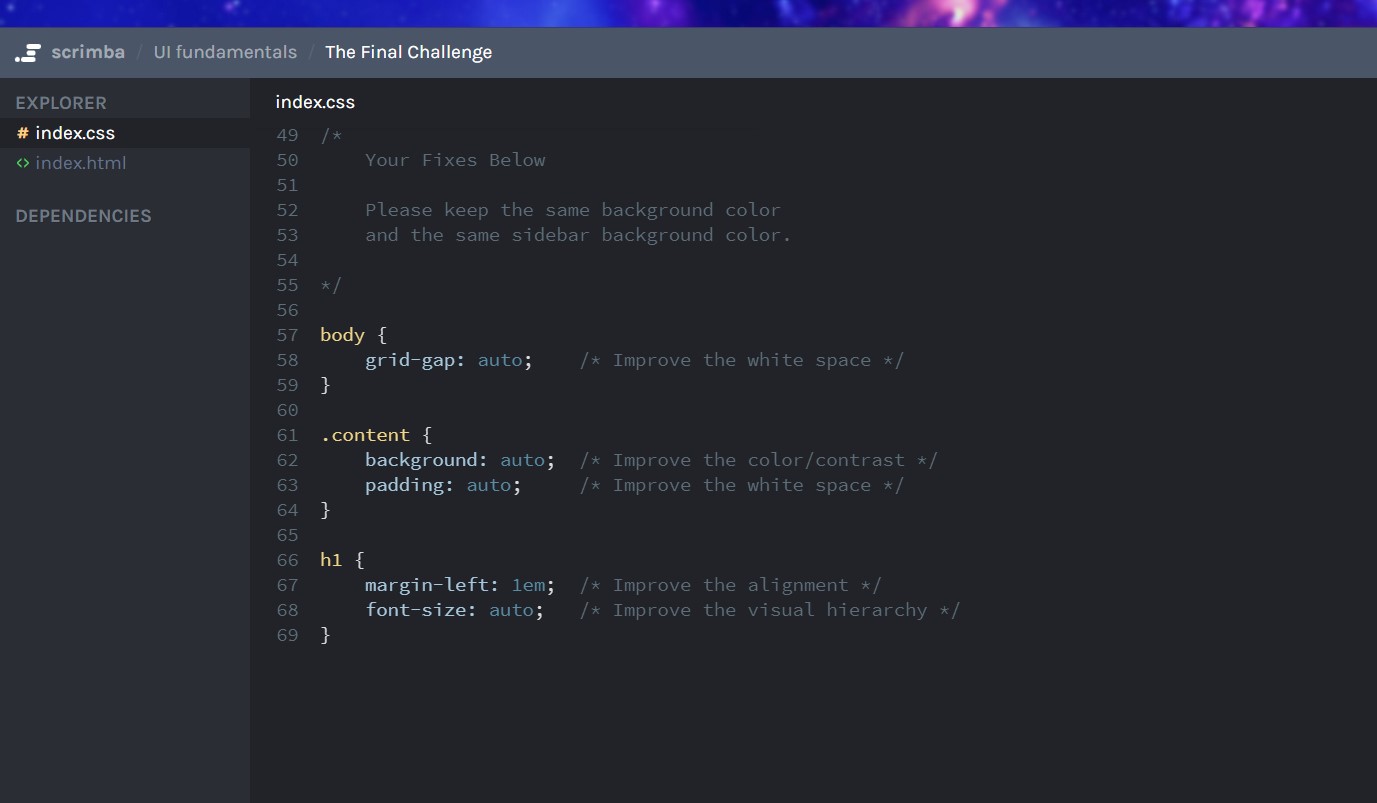 scrimba / UI fundamentals / The Final Challenge
EXPLORER
# index.css
<> index.html
DEPENDENCIES
index.css
49 /*
50     Your Fixes Below
51
52     Please keep the same background color
53     and the same sidebar background color.
54
55 */
56
57 body {
58     grid-gap: auto;    /* Improve the white space */
59 }
60
61 .content {
62     background: auto;  /* Improve the color/contrast */
63     padding: auto;     /* Improve the white space */
64 }
65
66 h1 {
67     margin-left: 1em;  /* Improve the alignment */
68     font-size: auto;   /* Improve the visual hierarchy */
69 }